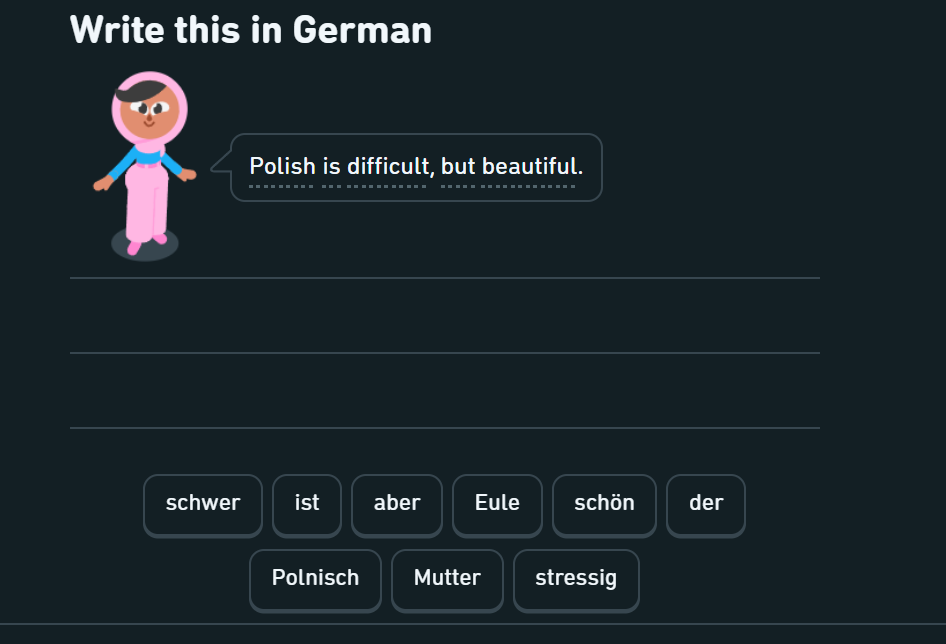 Write this in German
Polish is difficult, but beautiful.
schwer ist aber Eule schön der
Polnisch Mutter stressig